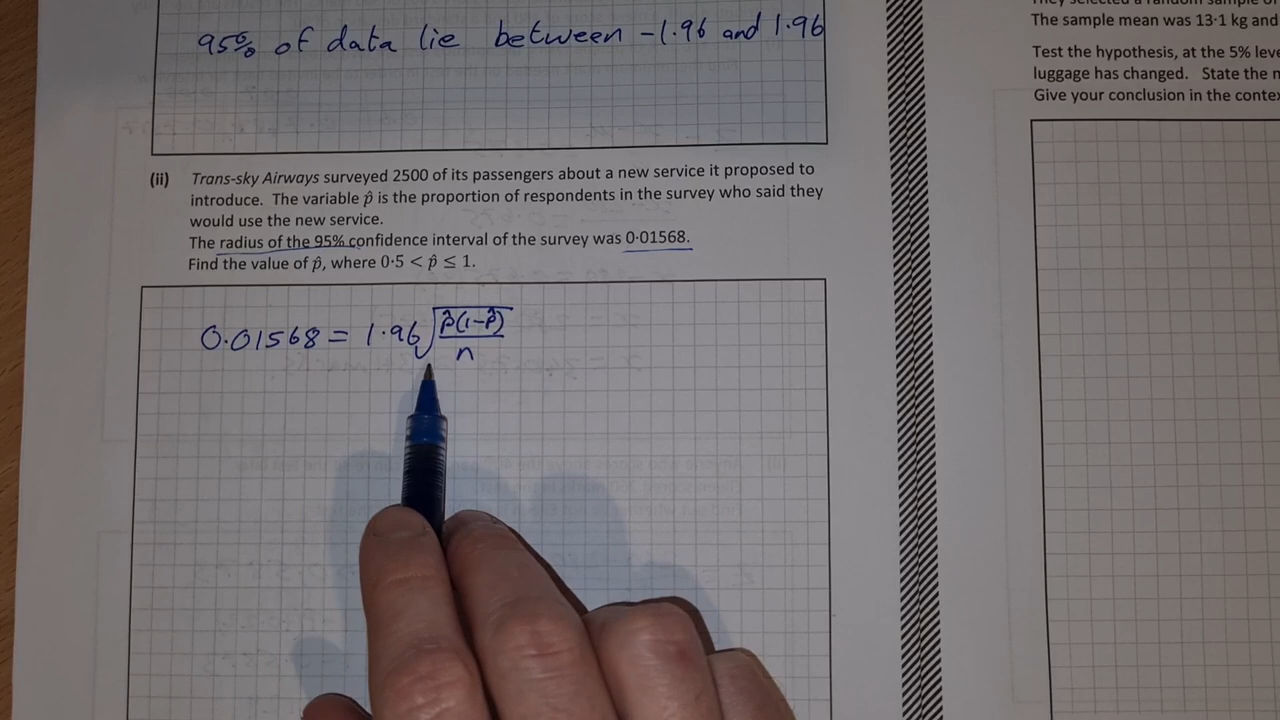 95% of data lie between -1.96 and 1.96
(ii) Trans-sky Airways surveyed 2500 of its passengers about a new service it proposed to
introduce. The variable p̂ is the proportion of respondents in the survey who said they
would use the new service.
The radius of the 95% confidence interval of the survey was 0·01568.
Find the value of p̂, where 0·5 < p̂ ≤ 1.
0.01568 = 1.96 √(p̂(1-p̂)/n)
The sample mean was 13·1 kg and
Test the hypothesis, at the 5% leve
luggage has changed. State the n
Give your conclusion in the contex